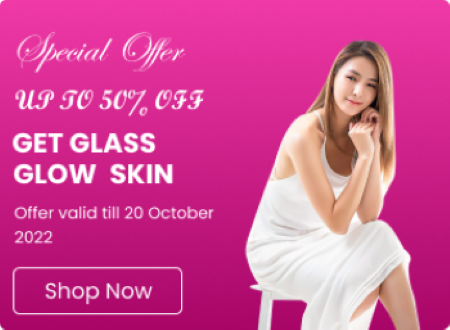 Special Offer
UP TO 50% OFF
GET GLASS
GLOW SKIN
Offer valid till 20 October
2022
Shop Now